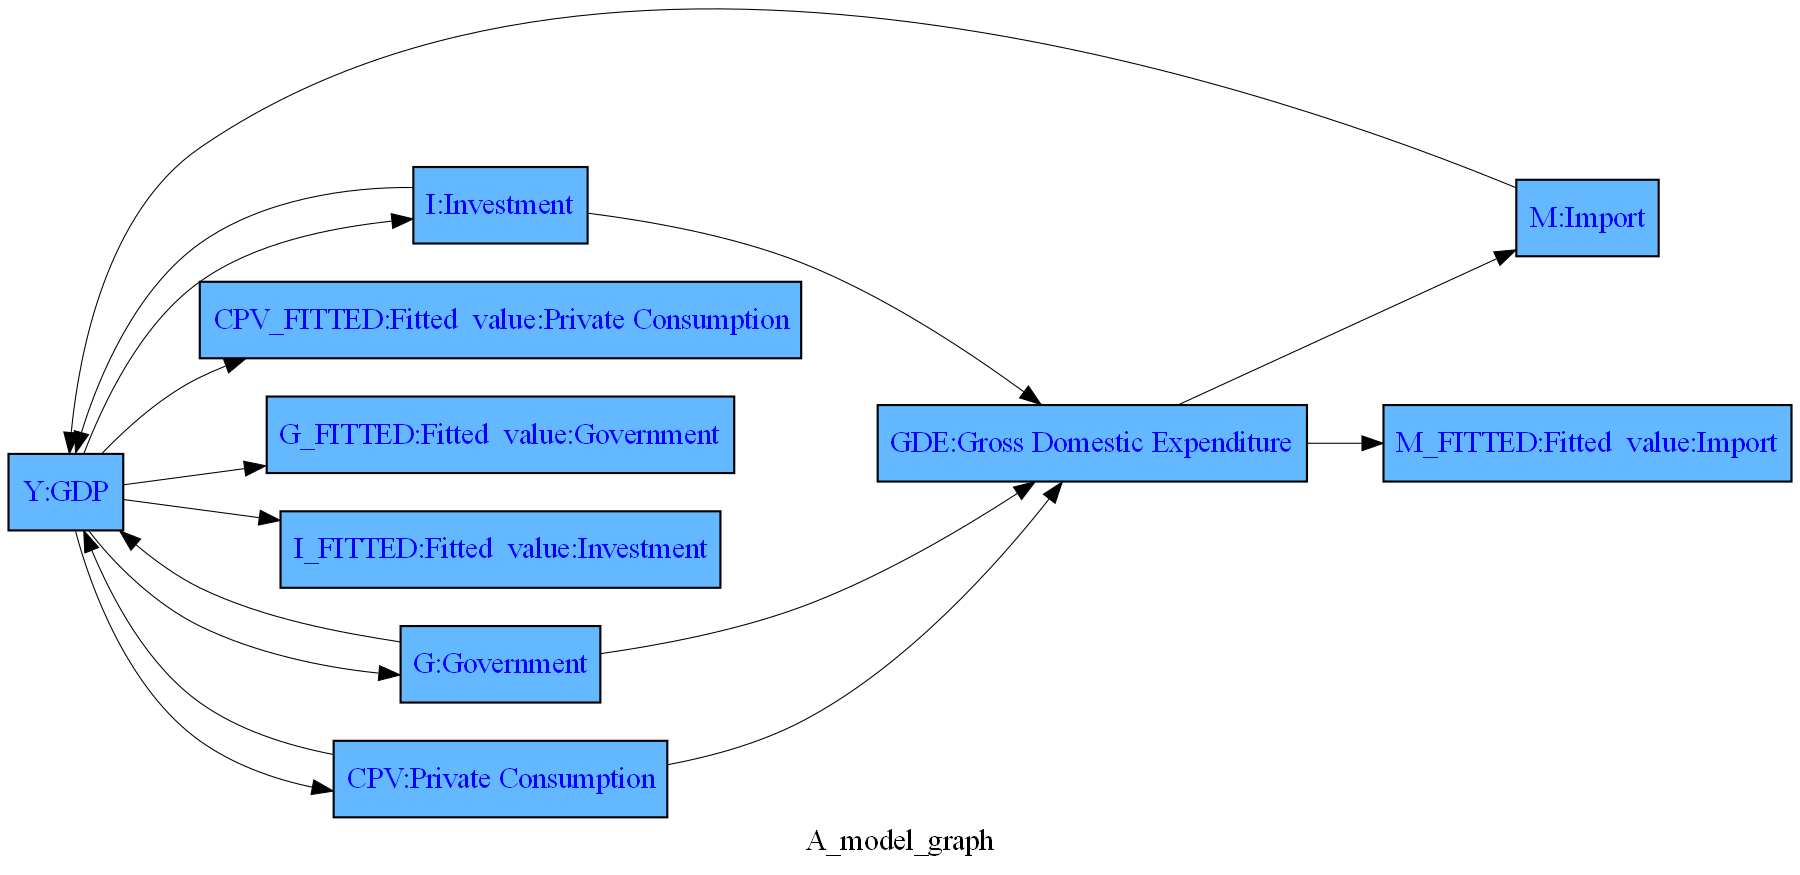 I:Investment
M:Import
CPV_FITTED:Fitted  value:Private Consumption
G_FITTED:Fitted  value:Government
GDE:Gross Domestic Expenditure
M_FITTED:Fitted  value:Import
Y:GDP
I_FITTED:Fitted  value:Investment
G:Government
CPV:Private Consumption
A_model_graph